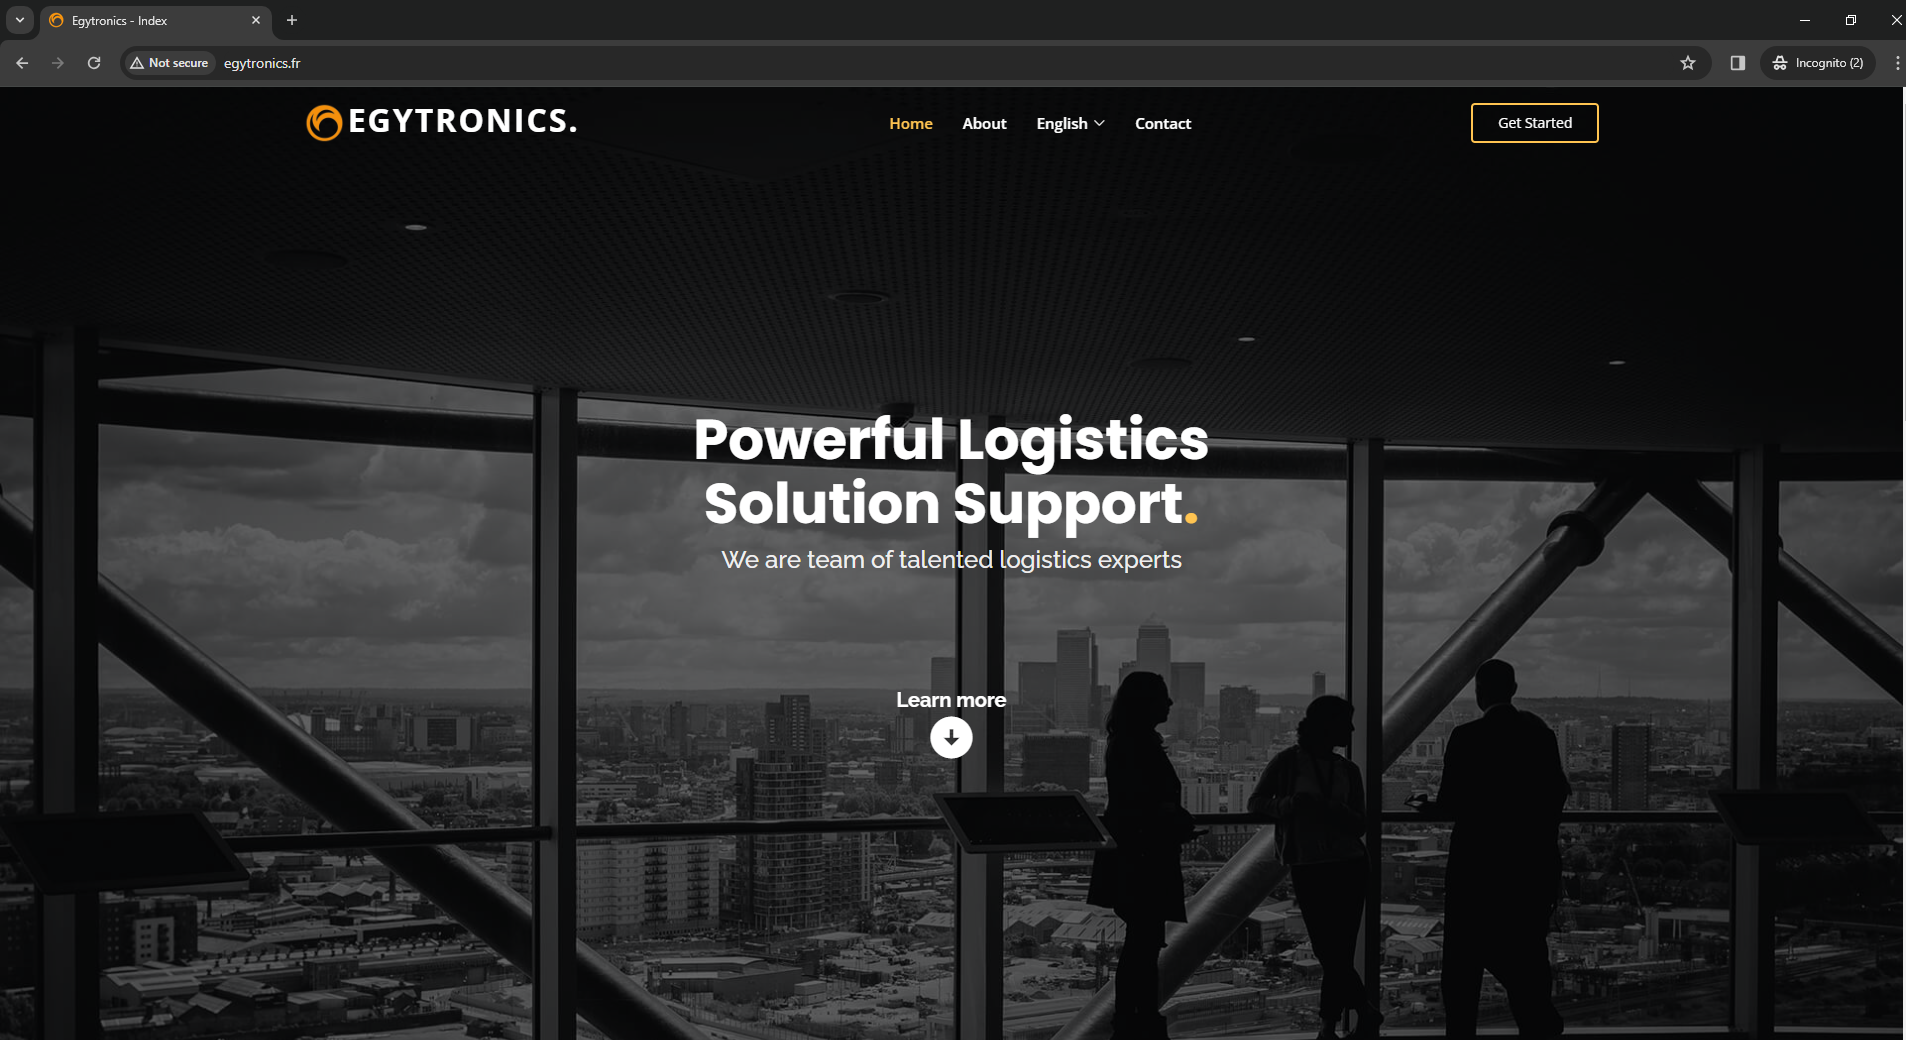 Egytronics - Index
Not secure
egytronics.fr
Incognito (2)
EGYTRONICS.
Home
About
English
Contact
Get Started
Powerful Logistics
Solution Support.
We are team of talented logistics experts
Learn more